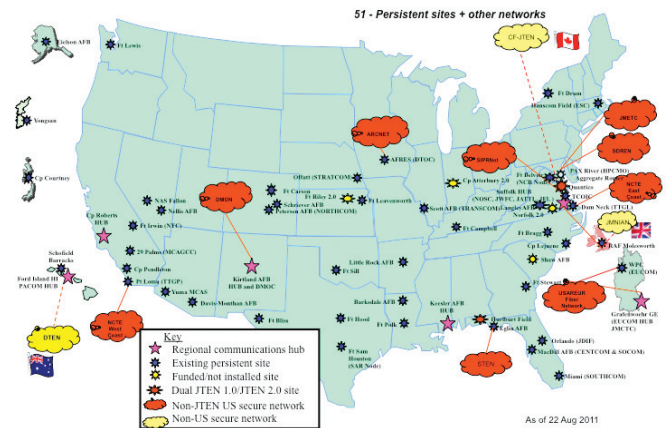 51 - Persistent sites + other networks
CF-JTEN
Eielson AFB
Ft Lewis
Ft Drum
Hanscom Field (ESC)
JMETC
ARCNET
SIPRNet
SDREN
Yongsan
AFRES (DTOC)
Cp Atterbury 2.0
Ft Belvoir
PAX River (HPCMO)
Quantico
NCTE
East
Coast
Offutt (STRATCOM)
Cp Courtney
DMON
Ft Carson
Ft Riley 2.0
Ft Leavenworth
Suffolk HUB
Dam Neck (TTGL)
NAS Fallon
Nellis AFB
Schriever AFB
Peterson AFB (NORTHCOM)
Scott AFB (TRANSCOM)
Norfolk 2.0
JMNIAN
Cp Roberts
HUB
Ft Irwin (NTC)
Ft Campbell
Ft Bragg
RAF Molesworth
Schofield
Barracks
29 Palms (MCAGCC)
Little Rock AFB
Cp Lejeune
Shaw AFB
WPC
(EUCOM)
Ford Island HI
PACOM HUB
Cp Pendleton
Pt Loma (TTGP)
Kirtland AFB
HUB and DMOC
Ft Sill
Ft Stewart
USAREUR
Fiber
Network
Yuma MCAS
Davis-Monthan AFB
Barksdale AFB
Keesler AFB
HUB
Grafenwoehr GE
(EUCOM HUB
JMCTC)
NCTE
West
Coast
Ft Bliss
Ft Hood
Ft Polk
Hurlburt Field
Eglin AFB
DTEN
Key
Regional communications hub
Existing persistent site
Funded/not installed site
Dual JTEN 1.0/JTEN 2.0 site
Non-JTEN US secure network
Non-US secure network
Ft Sam
Houston
(SAR Node)
STEN
Orlando (JDIF)
MacDill AFB (CENTCOM & SOCOM)
Miami (SOUTHCOM)
As of 22 Aug 2011